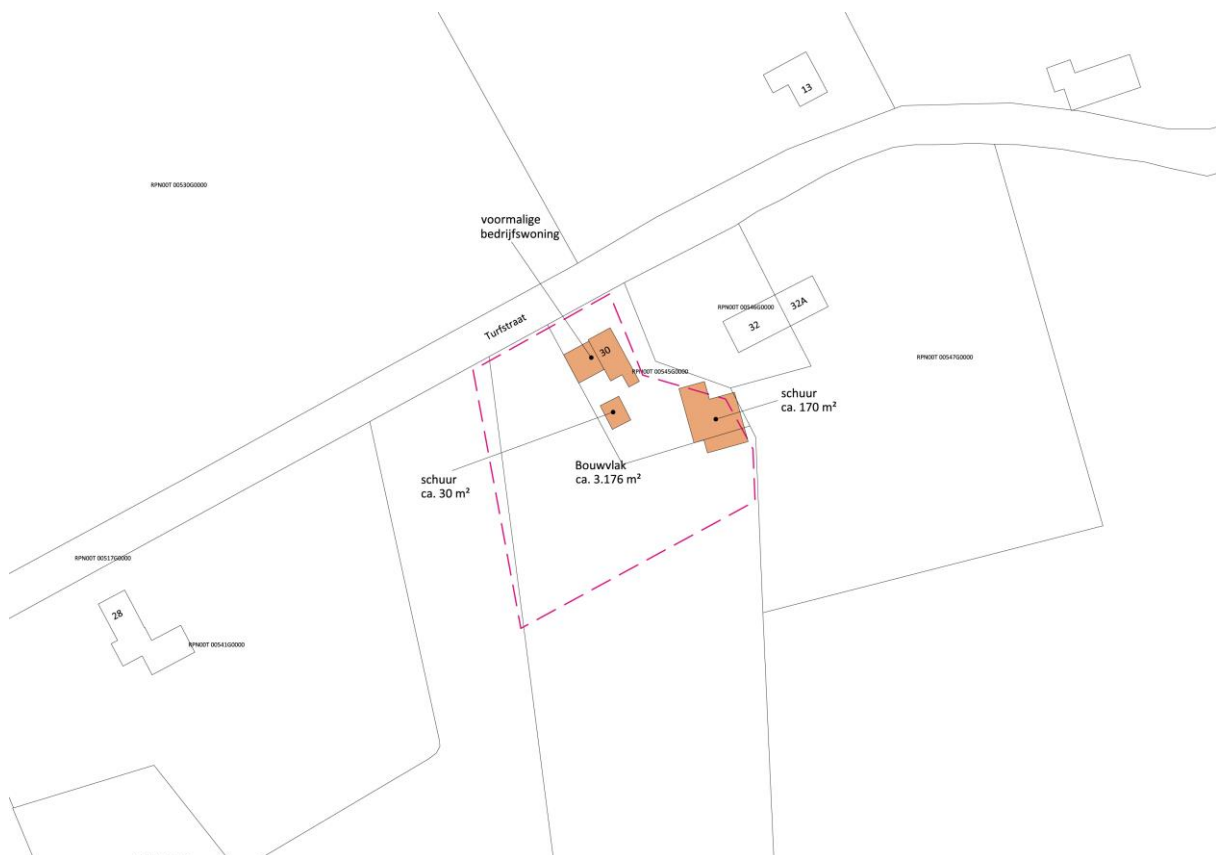 13
RPN00T 00530G0000
voormalige
bedrijfswoning
Turfstraat
RPN00T 00546G0000
32A
32
30
RPN00T 00545G0000
RPN00T 00547G0000
schuur
ca. 170 m²
Bouwvlak
ca. 3.176 m²
schuur
ca. 30 m²
RPN00T 00517G0000
28
RPN00T 00541G0000